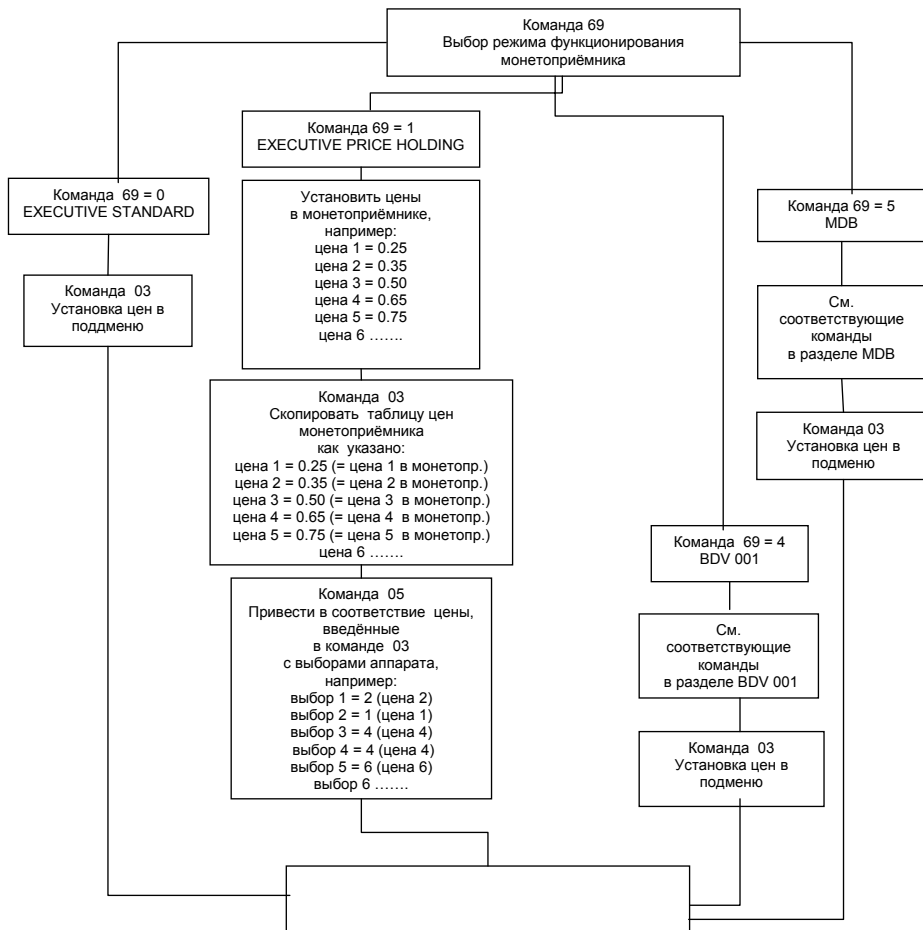 Команда 69
Выбор режима функционирования
монетоприёмника
Команда 69 = 0
EXECUTIVE STANDARD
Команда 03
Установка цен в
поддменю
Команда 69 = 1
EXECUTIVE PRICE HOLDING
Установить цены
в монетоприёмнике,
например:
цена 1 = 0.25
цена 2 = 0.35
цена 3 = 0.50
цена 4 = 0.65
цена 5 = 0.75
цена 6 …….
Команда 03
Скопировать таблицу цен
монетоприёмника
как указано:
цена 1 = 0.25 (= цена 1 в монетопр.)
цена 2 = 0.35 (= цена 2 в монетопр.)
цена 3 = 0.50 (= цена 3 в монетопр.)
цена 4 = 0.65 (= цена 4 в монетопр.)
цена 5 = 0.75 (= цена 5 в монетопр.)
цена 6 …….
Команда 05
Привести в соответствие цены,
введённые
в команде 03
с выборами аппарата,
например:
выбор 1 = 2 (цена 2)
выбор 2 = 1 (цена 1)
выбор 3 = 4 (цена 4)
выбор 4 = 4 (цена 4)
выбор 5 = 6 (цена 6)
выбор 6 …….
Команда 69 = 4
BDV 001
См.
соответствующие
команды
в разделе BDV 001
Команда 03
Установка цен в
подменю
Команда 69 = 5
MDB
См.
соответствующие
команды
в разделе MDB
Команда 03
Установка цен в
подменю